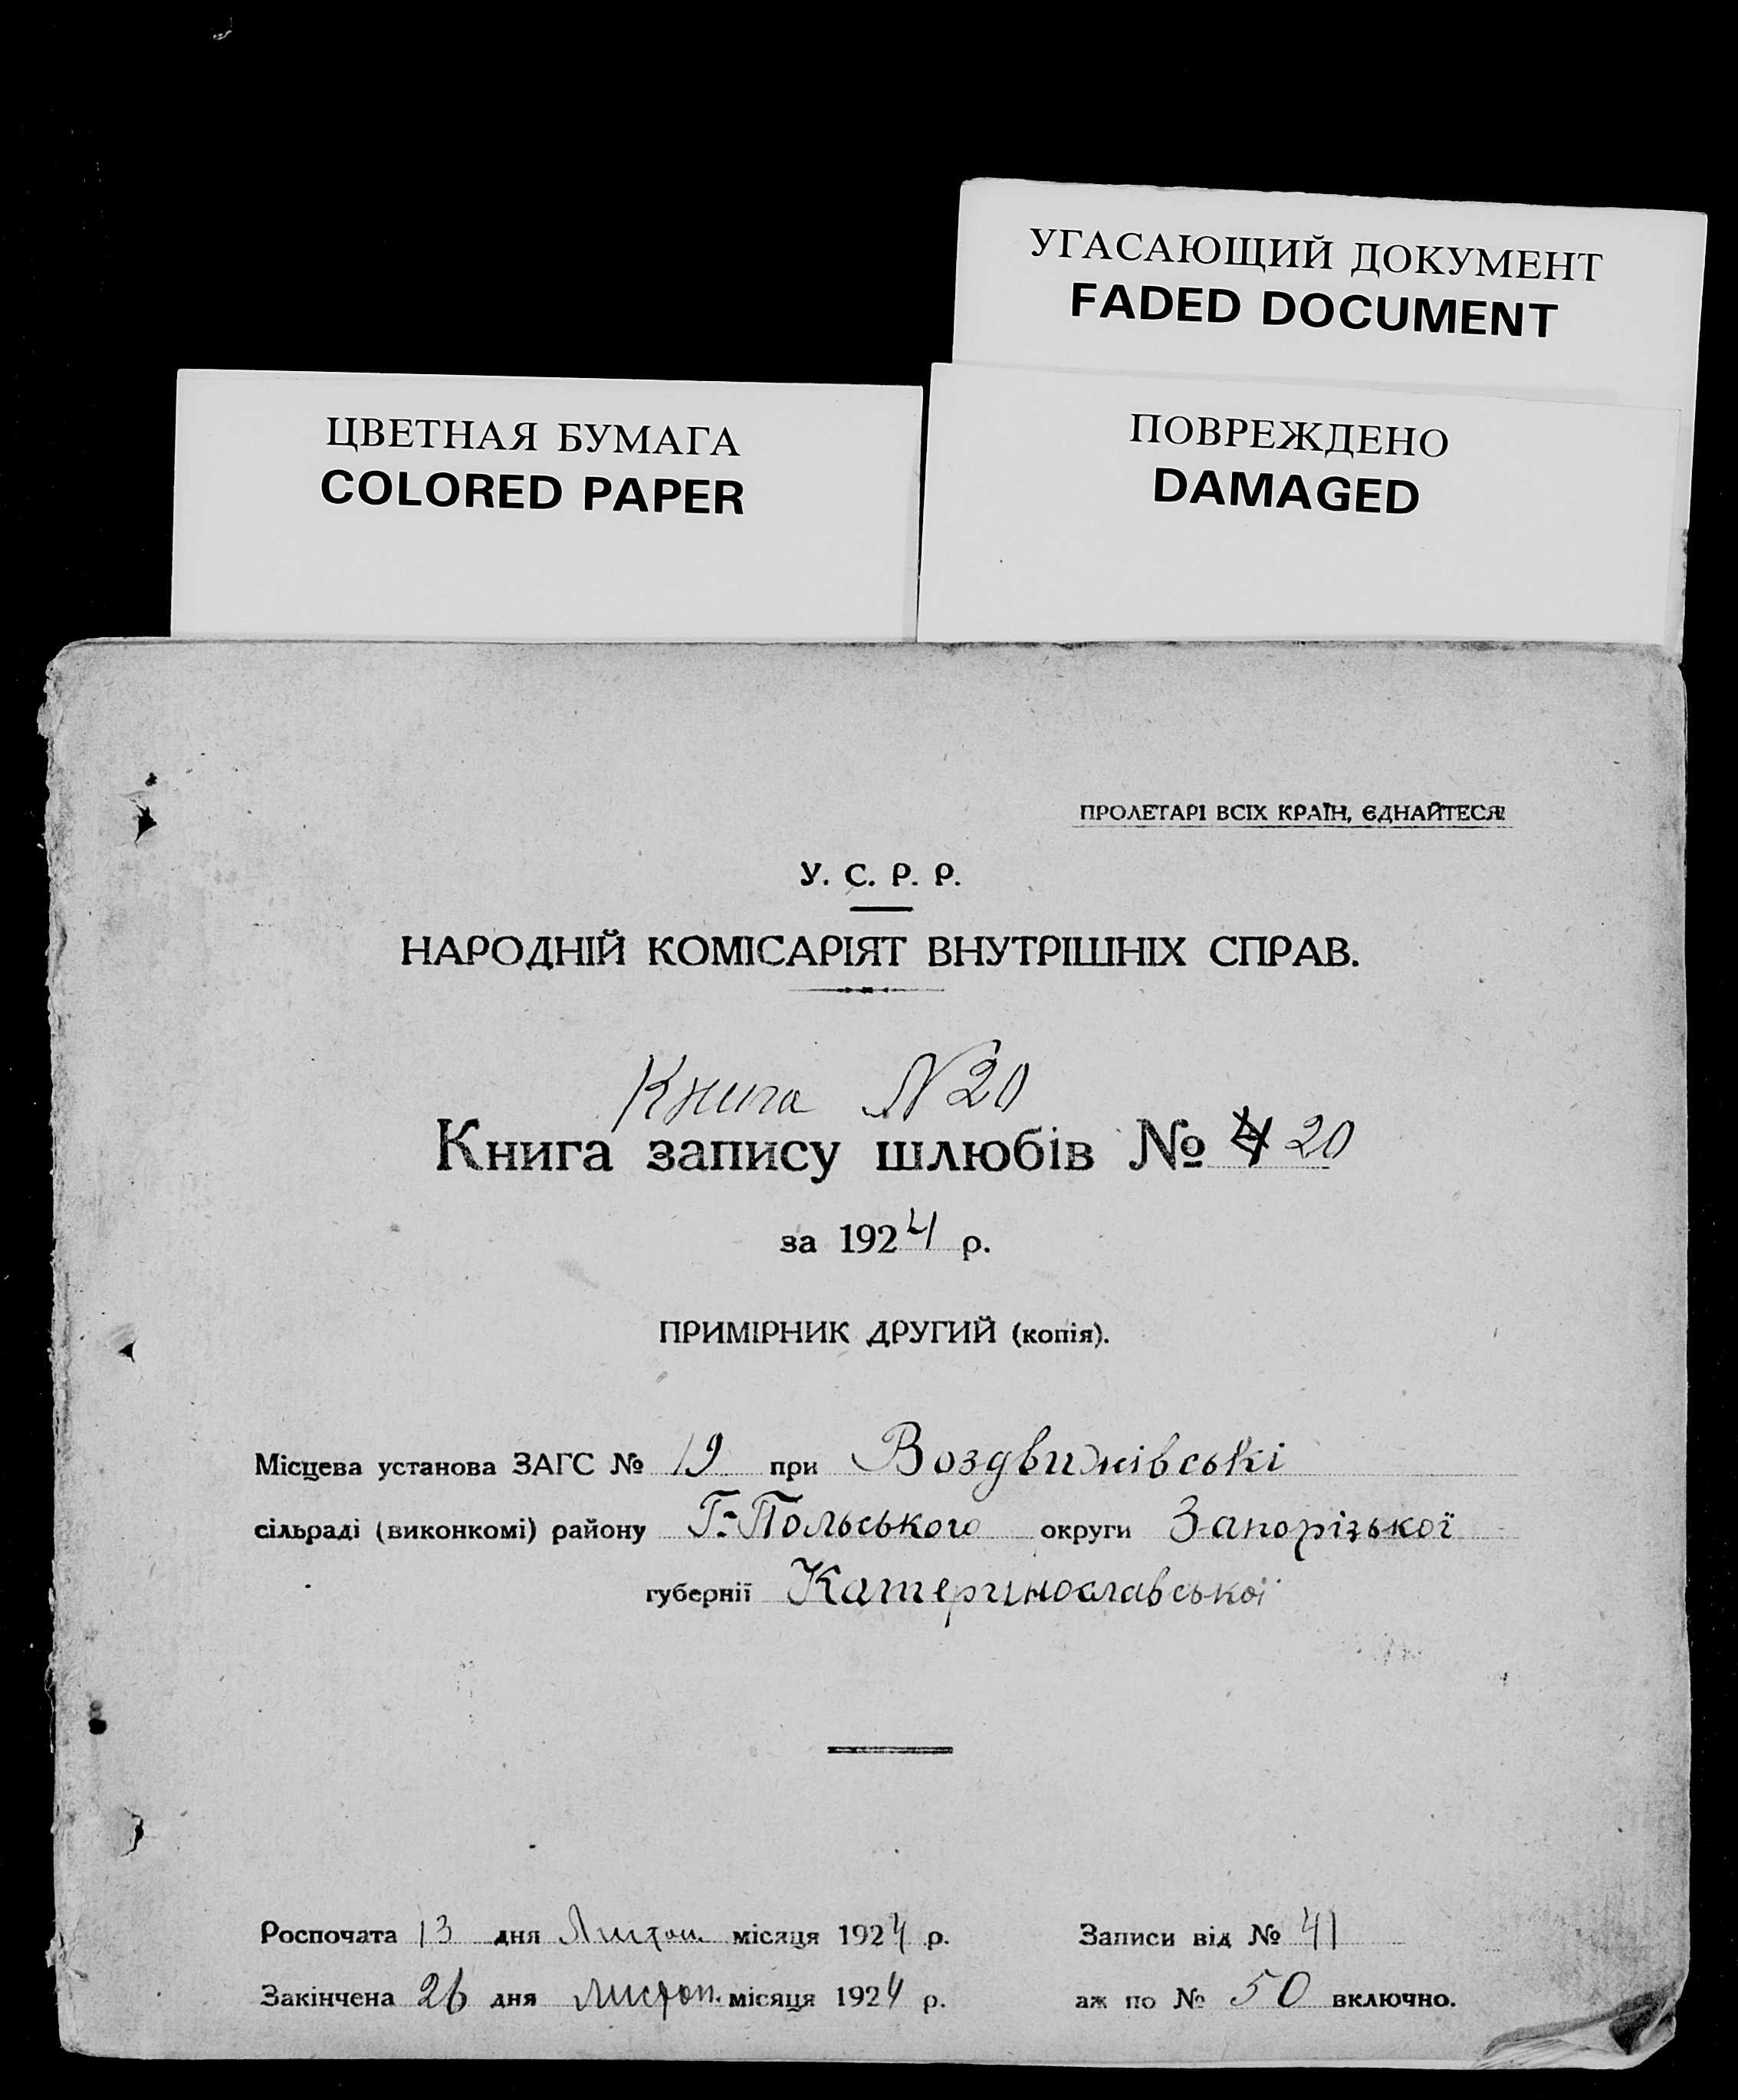 УГАСАЮЩИЙ ДОКУМЕНТ
FADED DOCUMENT
ЦВЕТНАЯ БУМАГА
COLORED PAPER
ПОВРЕЖДЕНО
DAMAGED
ПРОЛЕТАРІ ВСІХ КРАЇН, ЄДНАЙТЕСЯ!
У. С. Р. Р.
НАРОДНІЙ КОМІСАРІЯТ ВНУТРІШНІХ СПРАВ.
Книга N 20
Книга запису шлюбів № 20
за 1924 р.
ПРИМІРНИК ДРУГИЙ (копія).
Місцева установа ЗАГС № 19 при Воздвижівські
сільраді (виконкомі) району Г.-Польського округи Запорізької
губернії Катеринославської
Роспочата 13 дня Листоп. місяця 1924 р. Записи від № 41
Закінчена 26 дня листоп. місяця 1924 р. аж по № 50 включно.